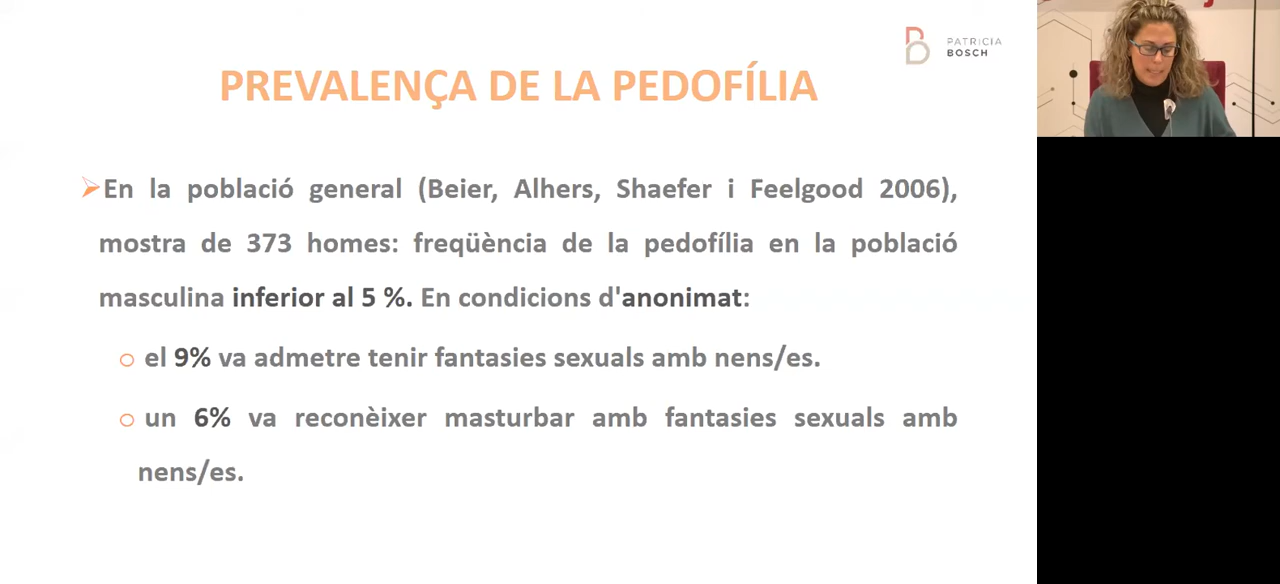 PATRICIA
BOSCH
PREVALENÇA DE LA PEDOFÍLIA
En la població general (Beier, Alhers, Shaefer i Feelgood 2006),
mostra de 373 homes: freqüència de la pedofília en la població
masculina inferior al 5 %. En condicions d'anonimat:
el 9% va admetre tenir fantasies sexuals amb nens/es.
un 6% va reconèixer masturbar amb fantasies sexuals amb
nens/es.